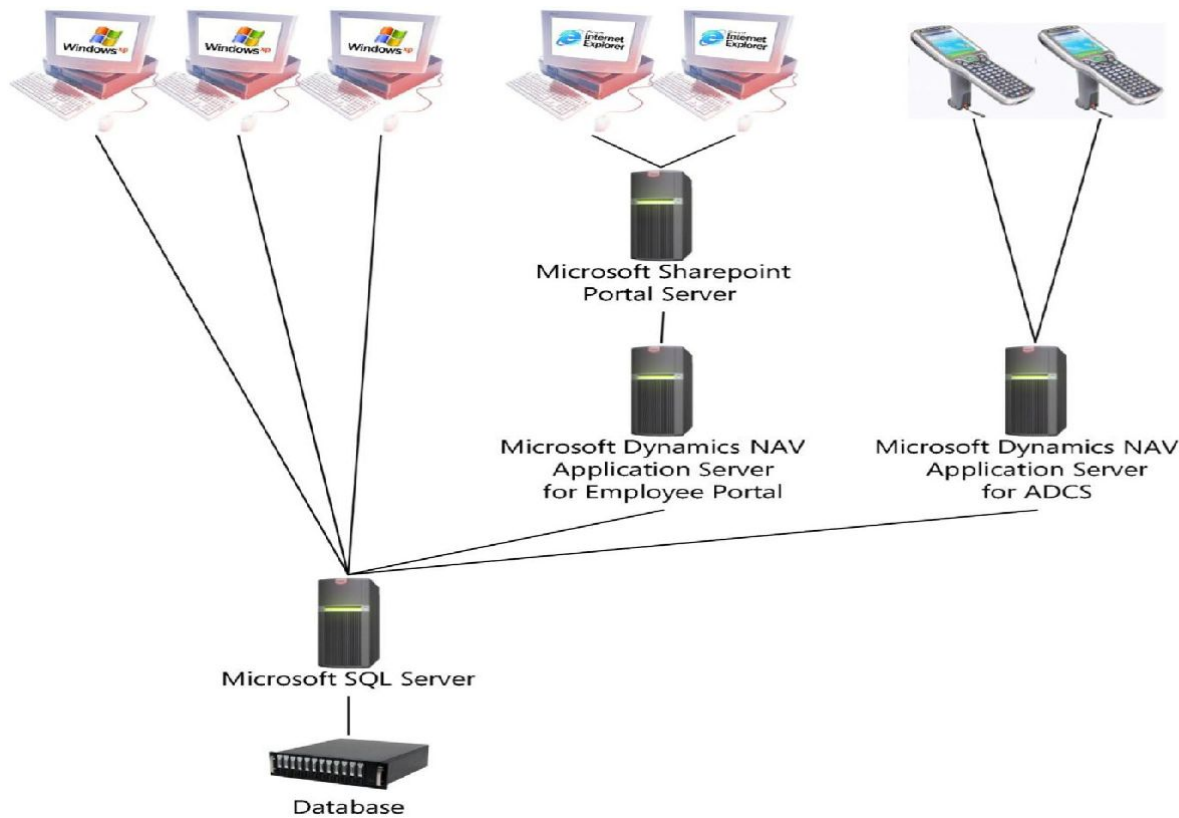 Windows xp
Windows xp
Windows xp
Internet
Explorer
Internet
Explorer
Microsoft Sharepoint
Portal Server
Microsoft Dynamics NAV
Application Server
for Employee Portal
Microsoft Dynamics NAV
Application Server
for ADCS
Microsoft SQL Server
Database